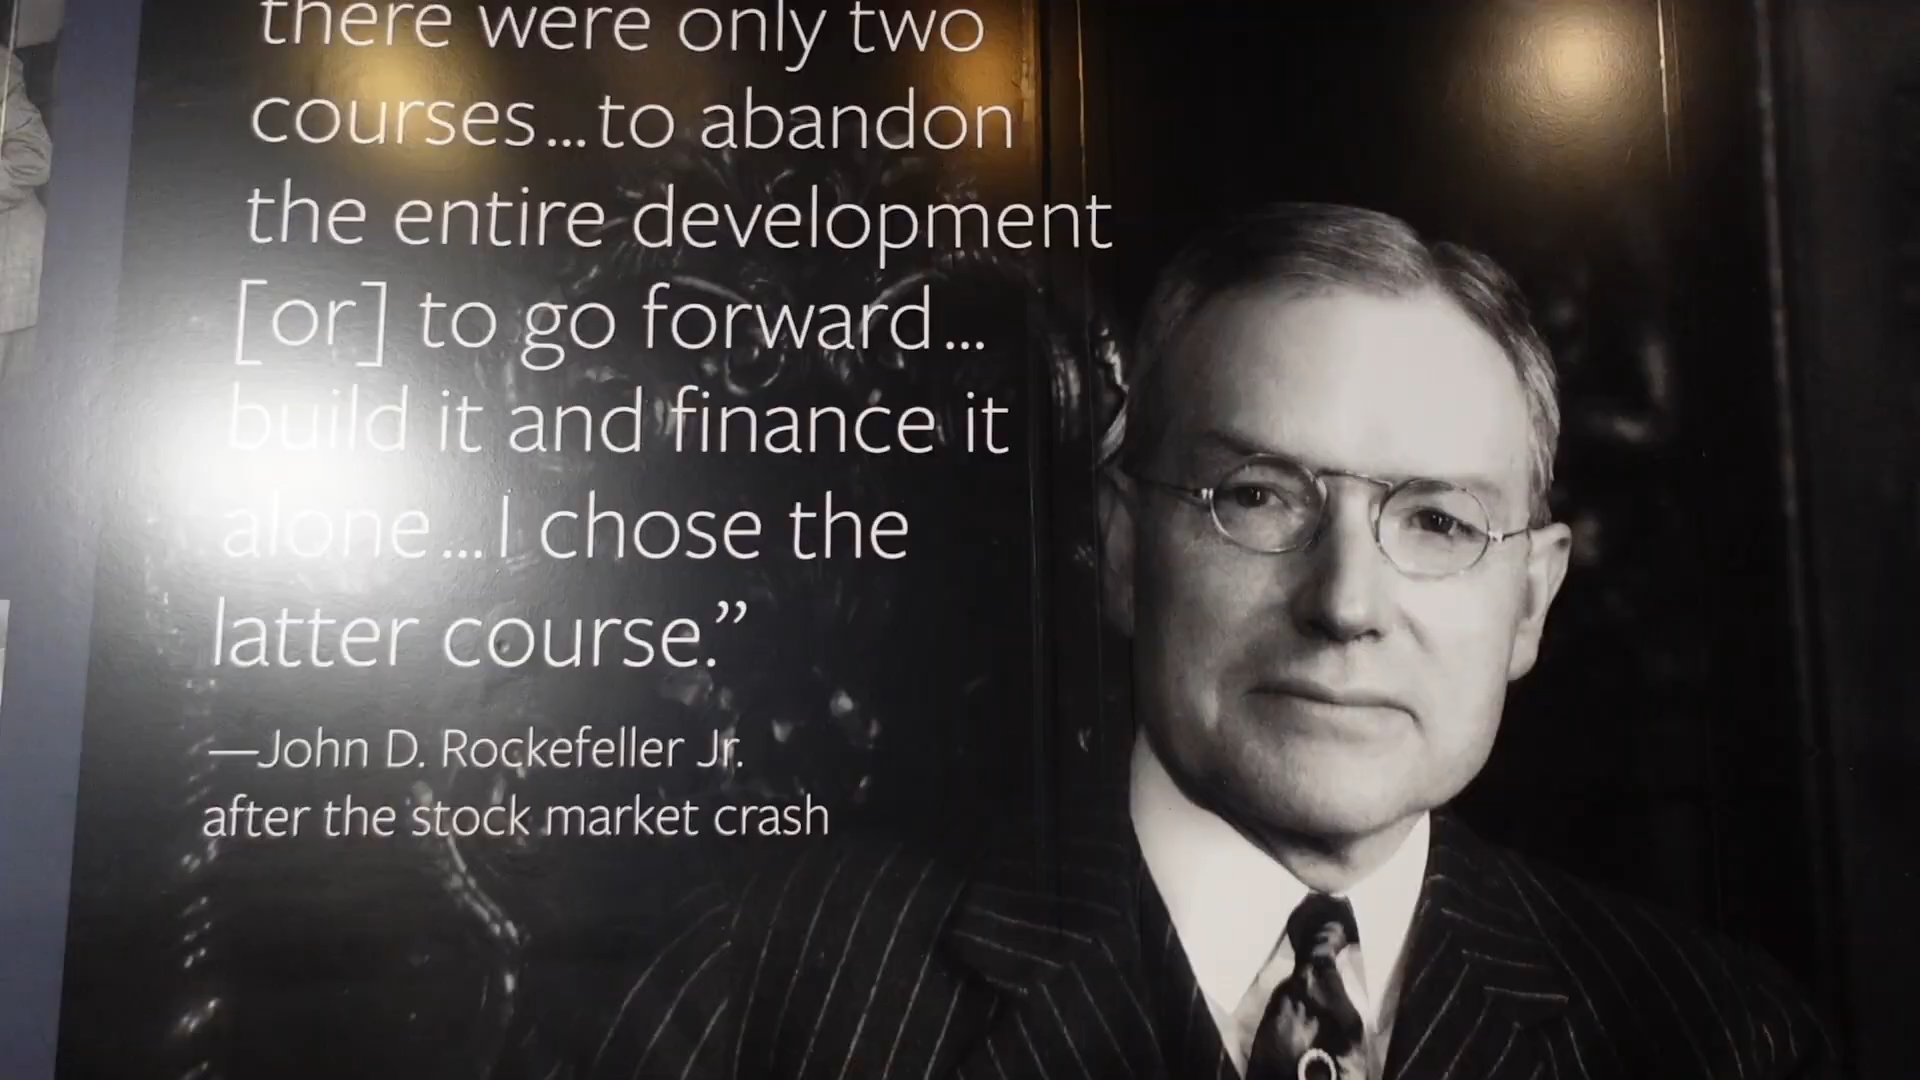 there were only two
courses...to abandon
the entire development
[or] to go forward...
build it and finance it
alone...I chose the
latter course.”
—John D. Rockefeller Jr.
after the stock market crash